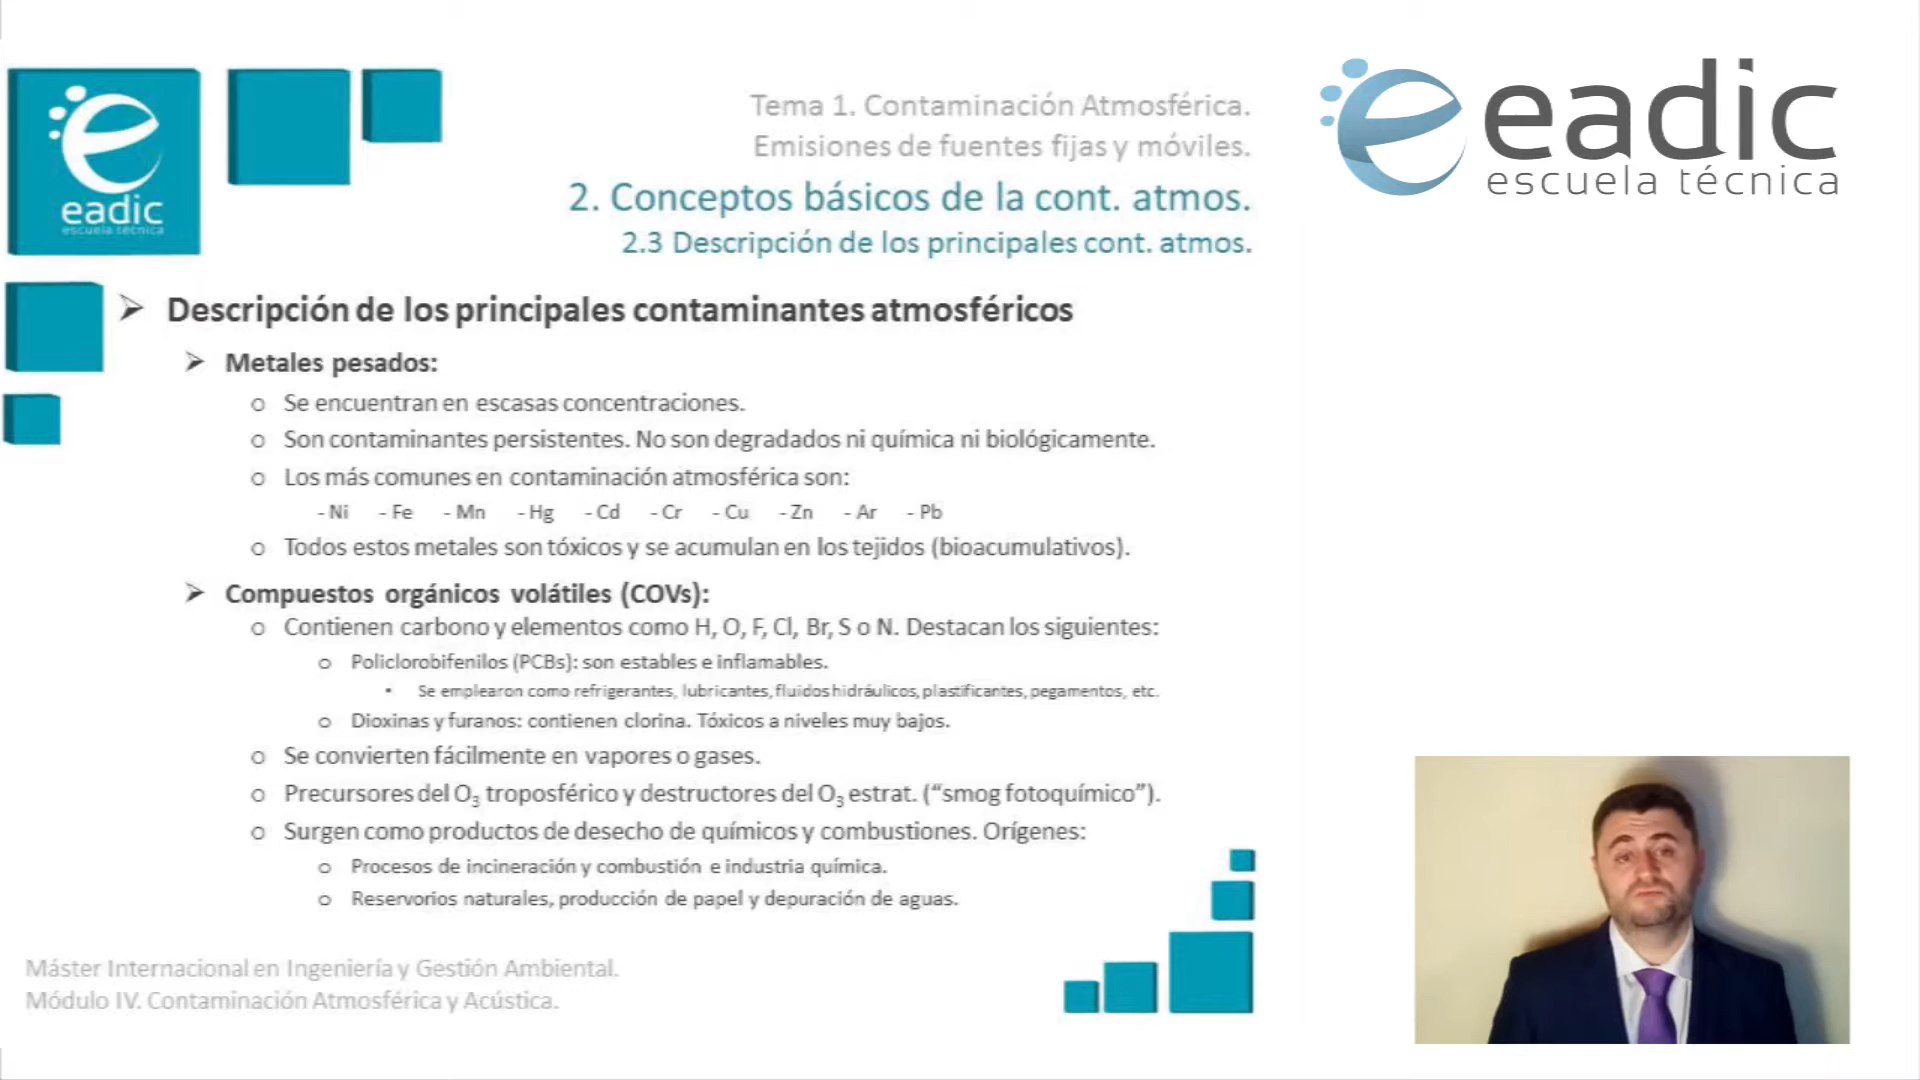 eadic
escuela técnica
Tema 1. Contaminación Atmosférica.
Emisiones de fuentes fijas y móviles.
2. Conceptos básicos de la cont. atmos.
2.3 Descripción de los principales cont. atmos.
eadic
escuela técnica
Descripción de los principales contaminantes atmosféricos
Metales pesados:
Se encuentran en escasas concentraciones.
Son contaminantes persistentes. No son degradados ni química ni biológicamente.
Los más comunes en contaminación atmosférica son:
- Ni - Fe - Mn - Hg - Cd - Cr - Cu - Zn - Ar - Pb
Todos estos metales son tóxicos y se acumulan en los tejidos (bioacumulativos).
Compuestos orgánicos volátiles (COVs):
Contienen carbono y elementos como H, O, F, Cl, Br, S o N. Destacan los siguientes:
Policlorobifenilos (PCBs): son estables e inflamables.
Se emplearon como refrigerantes, lubricantes, fluidos hidráulicos, plastificantes, pegamentos, etc.
Dioxinas y furanos: contienen clorina. Tóxicos a niveles muy bajos.
Se convierten fácilmente en vapores o gases.
Precursores del O₃ troposférico y destructores del O₃ estrat. (“smog fotoquímico”).
Surgen como productos de desecho de químicos y combustiones. Orígenes:
Procesos de incineración y combustión e industria química.
Reservorios naturales, producción de papel y depuración de aguas.
Máster Internacional en Ingeniería y Gestión Ambiental.
Módulo IV. Contaminación Atmosférica y Acústica.